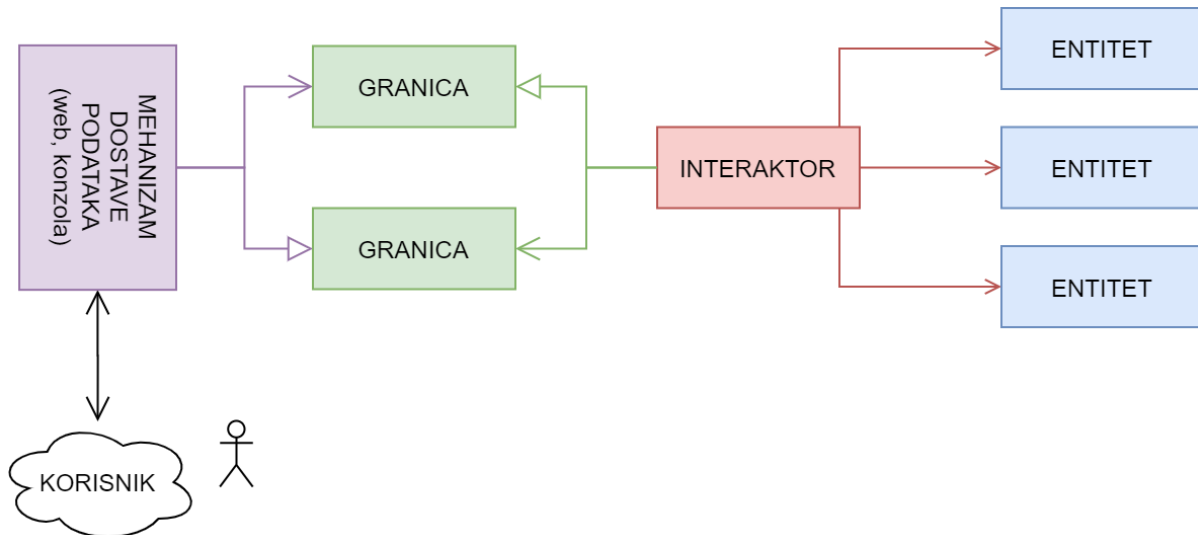 MEHANIZAM
DOSTAVE
PODATAKA
(web, konzola)
GRANICA
GRANICA
INTERAKTOR
ENTITET
ENTITET
ENTITET
KORISNIK